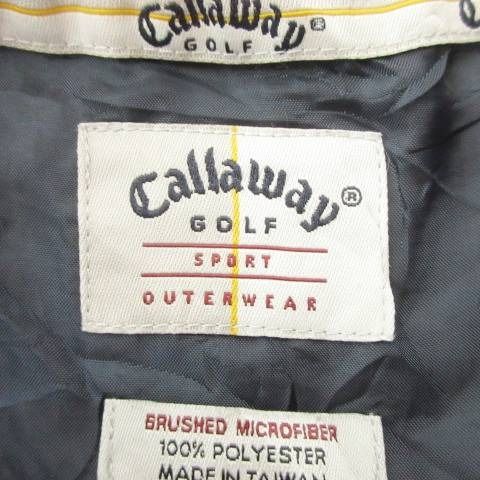 Callaway®
GOLF
Callaway®
GOLF
SPORT
OUTERWEAR
BRUSHED MICROFIBER
100% POLYESTER
MADE IN TAIWAN